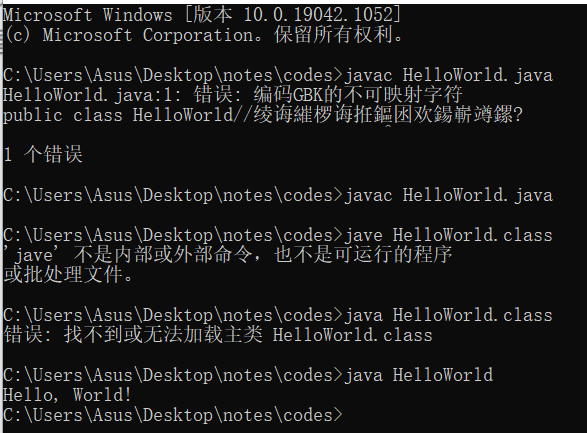 Microsoft Windows [版本 10.0.19042.1052]
(c) Microsoft Corporation。保留所有权利。
C:\Users\Asus\Desktop\notes\codes>javac HelloWorld.java
HelloWorld.java:1: 错误: 编码GBK的不可映射字符
public class HelloWorld//绫诲繀椤诲拰鏂囦欢鍚嶄竴鏍?
^
1 个错误
C:\Users\Asus\Desktop\notes\codes>javac HelloWorld.java
C:\Users\Asus\Desktop\notes\codes>jave HelloWorld.class
'jave' 不是内部或外部命令，也不是可运行的程序
或批处理文件。
C:\Users\Asus\Desktop\notes\codes>java HelloWorld.class
错误: 找不到或无法加载主类 HelloWorld.class
C:\Users\Asus\Desktop\notes\codes>java HelloWorld
Hello, World!
C:\Users\Asus\Desktop\notes\codes>